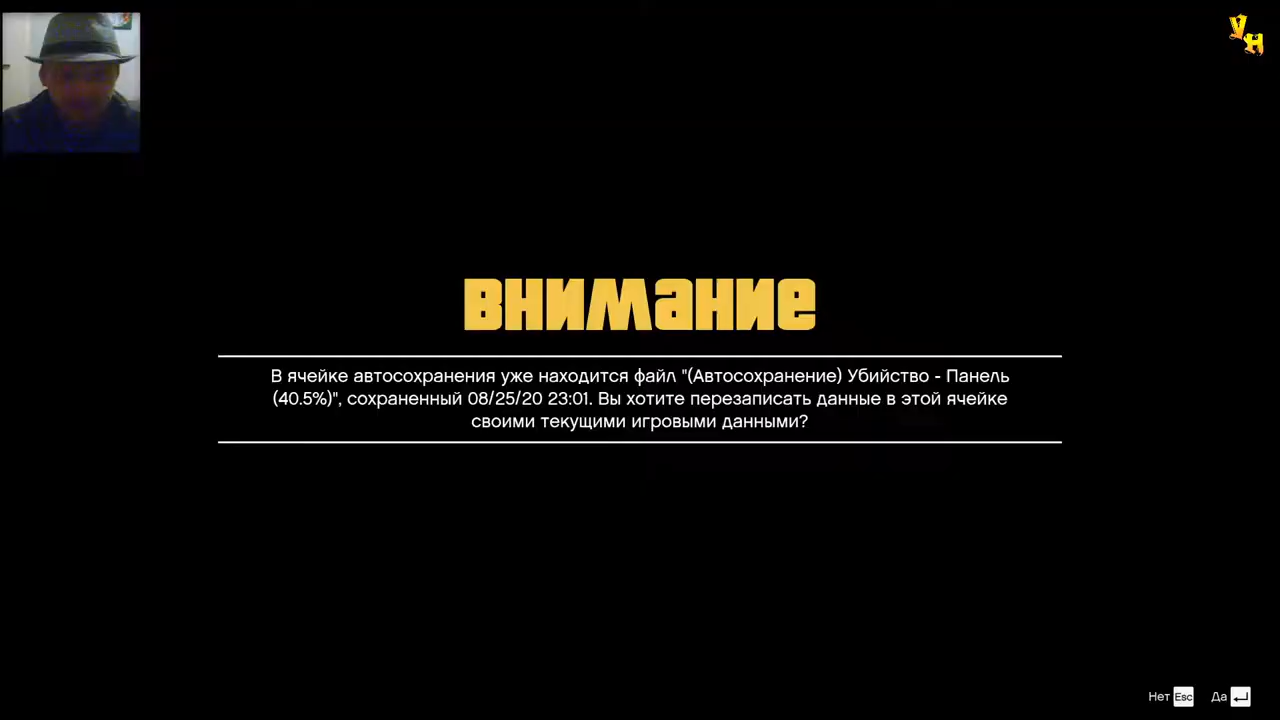 УН
внимание
В ячейке автосохранения уже находится файл "(Автосохранение) Убийство - Панель
(40.5%)", сохраненный 08/25/20 23:01. Вы хотите перезаписать данные в этой ячейке
своими текущими игровыми данными?
Нет Esc Да